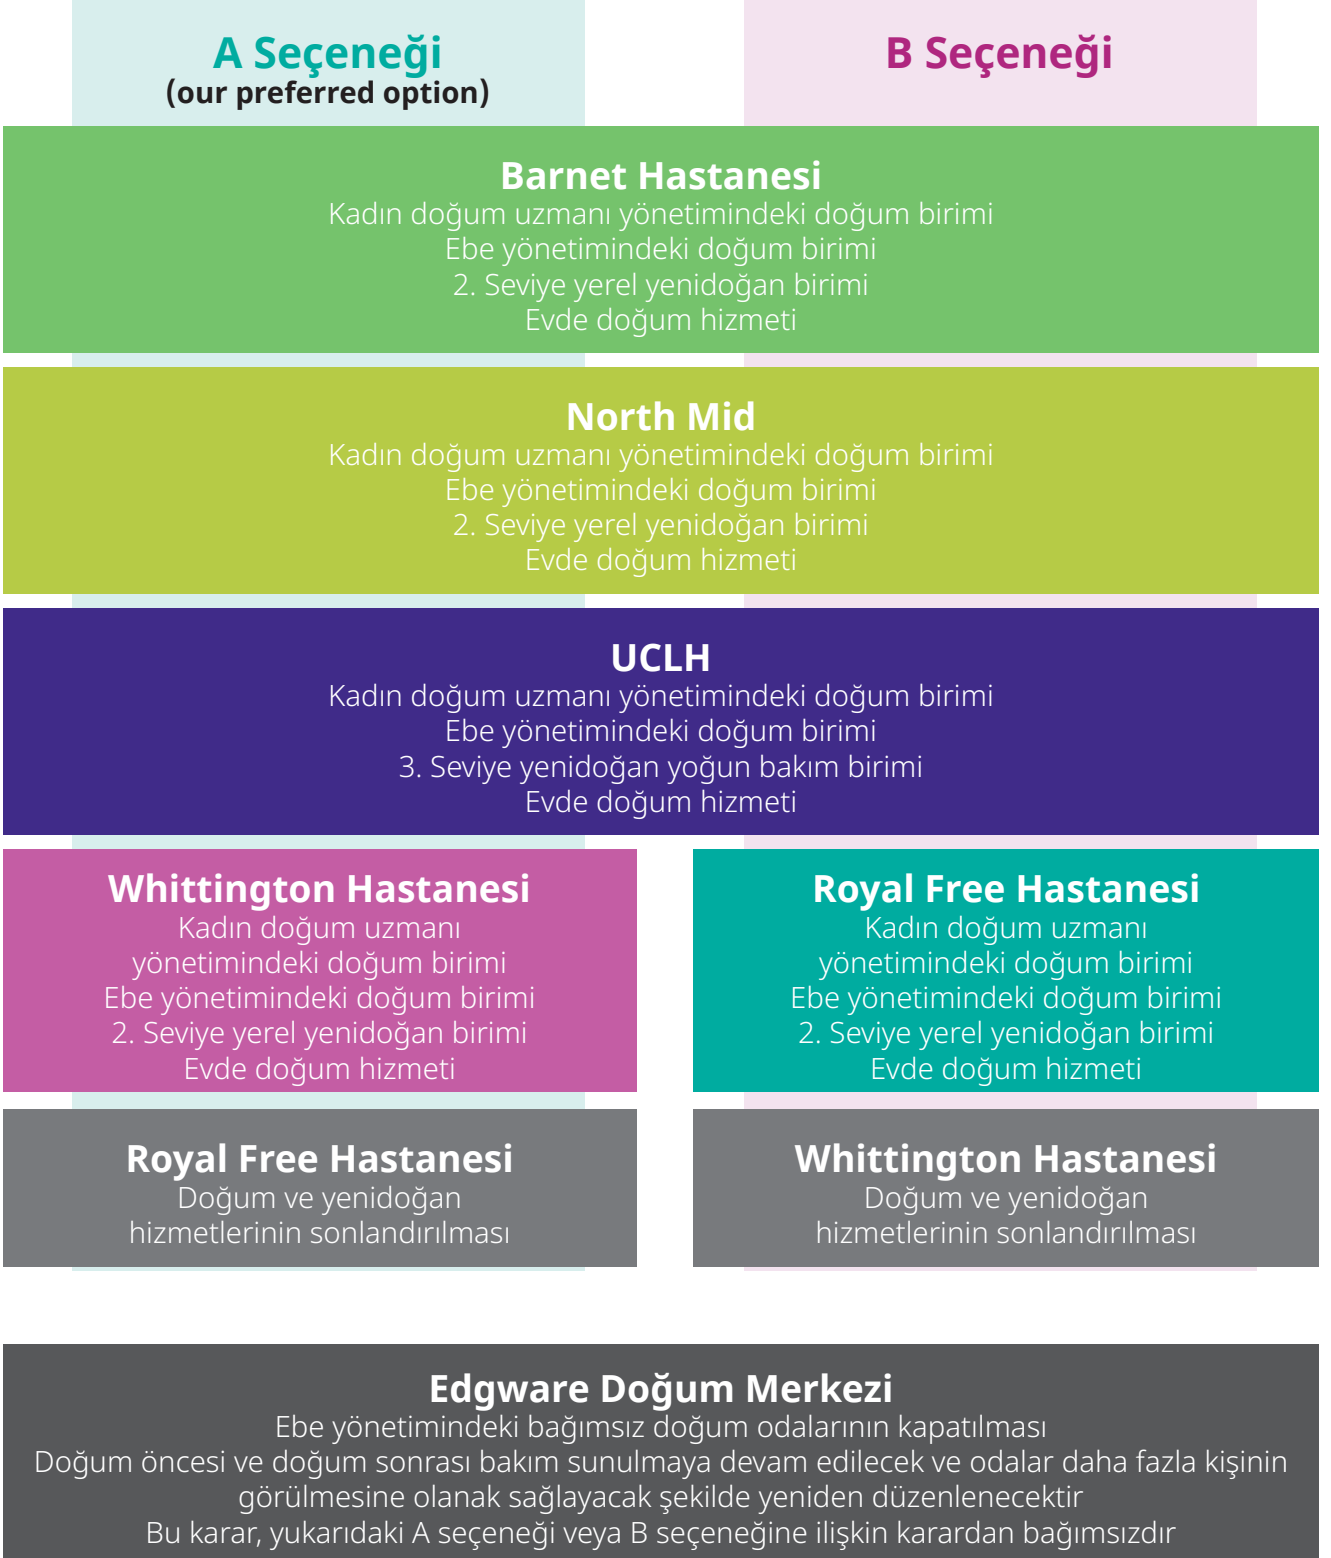 A Seçeneği
(our preferred option)
B Seçeneği
Barnet Hastanesi
Kadın doğum uzmanı yönetimindeki doğum birimi
Ebe yönetimindeki doğum birimi
2. Seviye yerel yenidoğan birimi
Evde doğum hizmeti
North Mid
Kadın doğum uzmanı yönetimindeki doğum birimi
Ebe yönetimindeki doğum birimi
2. Seviye yerel yenidoğan birimi
Evde doğum hizmeti
UCLH
Kadın doğum uzmanı yönetimindeki doğum birimi
Ebe yönetimindeki doğum birimi
3. Seviye yenidoğan yoğun bakım birimi
Evde doğum hizmeti
Whittington Hastanesi
Kadın doğum uzmanı
yönetimindeki doğum birimi
Ebe yönetimindeki doğum birimi
2. Seviye yerel yenidoğan birimi
Evde doğum hizmeti
Royal Free Hastanesi
Kadın doğum uzmanı
yönetimindeki doğum birimi
Ebe yönetimindeki doğum birimi
2. Seviye yerel yenidoğan birimi
Evde doğum hizmeti
Royal Free Hastanesi
Doğum ve yenidoğan
hizmetlerinin sonlandırılması
Whittington Hastanesi
Doğum ve yenidoğan
hizmetlerinin sonlandırılması
Edgware Doğum Merkezi
Ebe yönetimindeki bağımsız doğum odalarının kapatılması
Doğum öncesi ve doğum sonrası bakım sunulmaya devam edilecek ve odalar daha fazla kişinin
görülmesine olanak sağlayacak şekilde yeniden düzenlenecektir
Bu karar, yukarıdaki A seçeneği veya B seçeneğine ilişkin karardan bağımsızdır